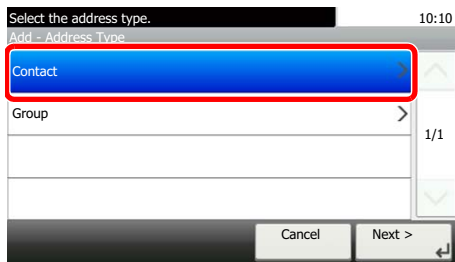 Select the address type. 10:10
Add - Address Type
Contact
Group
1/1
Cancel Next >